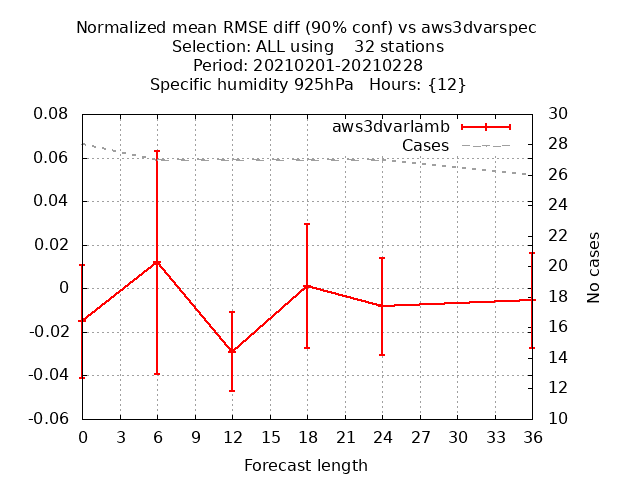 Normalized mean RMSE diff (90% conf) vs aws3dvarspec
Selection: ALL using    32 stations
Period: 20210201-20210228
Specific humidity 925hPa   Hours: {12}
aws3dvarlamb
Cases
0.08
0.06
0.04
0.02
0
-0.02
-0.04
-0.06
30
28
26
24
22
20
18
16
14
12
10
No cases
0 3 6 9 12 15 18 21 24 27 30 33 36
Forecast length